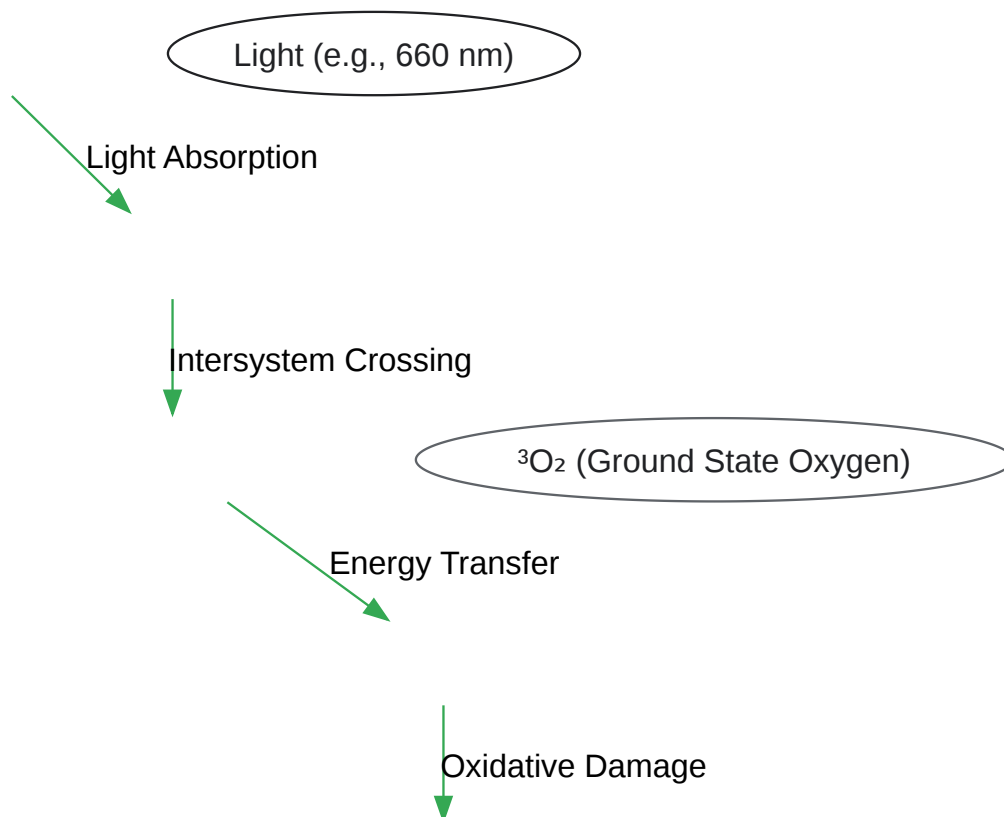 Light (e.g., 660 nm)
Light Absorption
Intersystem Crossing
³O₂ (Ground State Oxygen)
Energy Transfer
Oxidative Damage